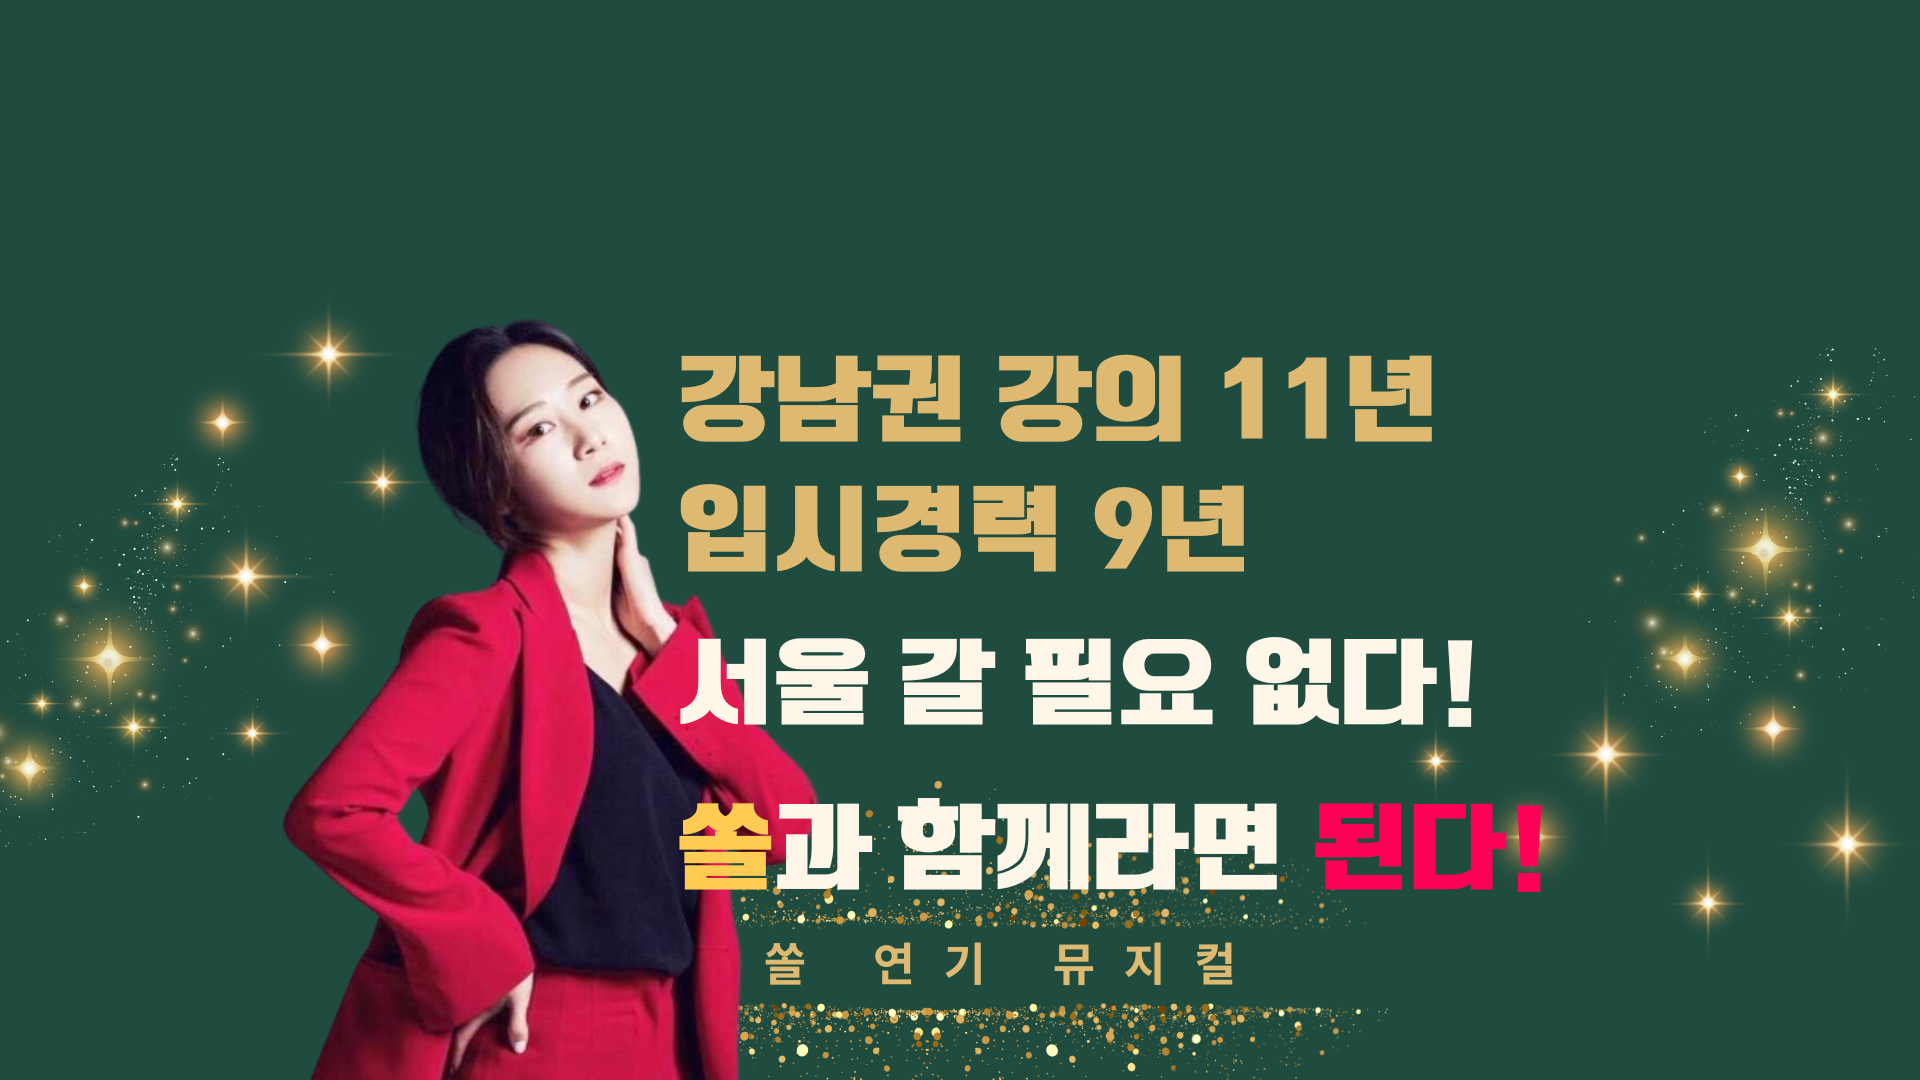 강남권 강의 11년
입시경력 9년
서울 갈 필요 없다!
쏠과 함께라면 된다!
쏠 연기 뮤지컬